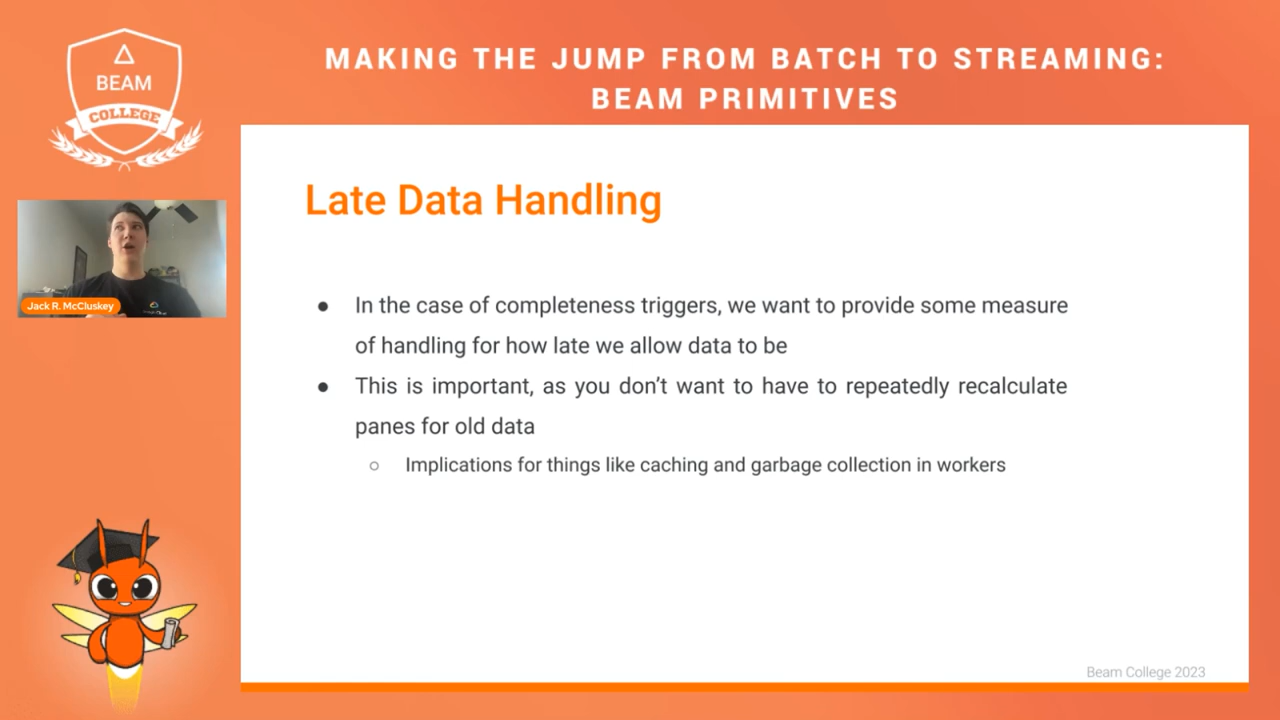 MAKING THE JUMP FROM BATCH TO STREAMING:
BEAM PRIMITIVES
BEAM
COLLEGE
Jack R. McCluskey
Late Data Handling
● In the case of completeness triggers, we want to provide some measure
of handling for how late we allow data to be
● This is important, as you don’t want to have to repeatedly recalculate
panes for old data
○ Implications for things like caching and garbage collection in workers
Beam College 2023